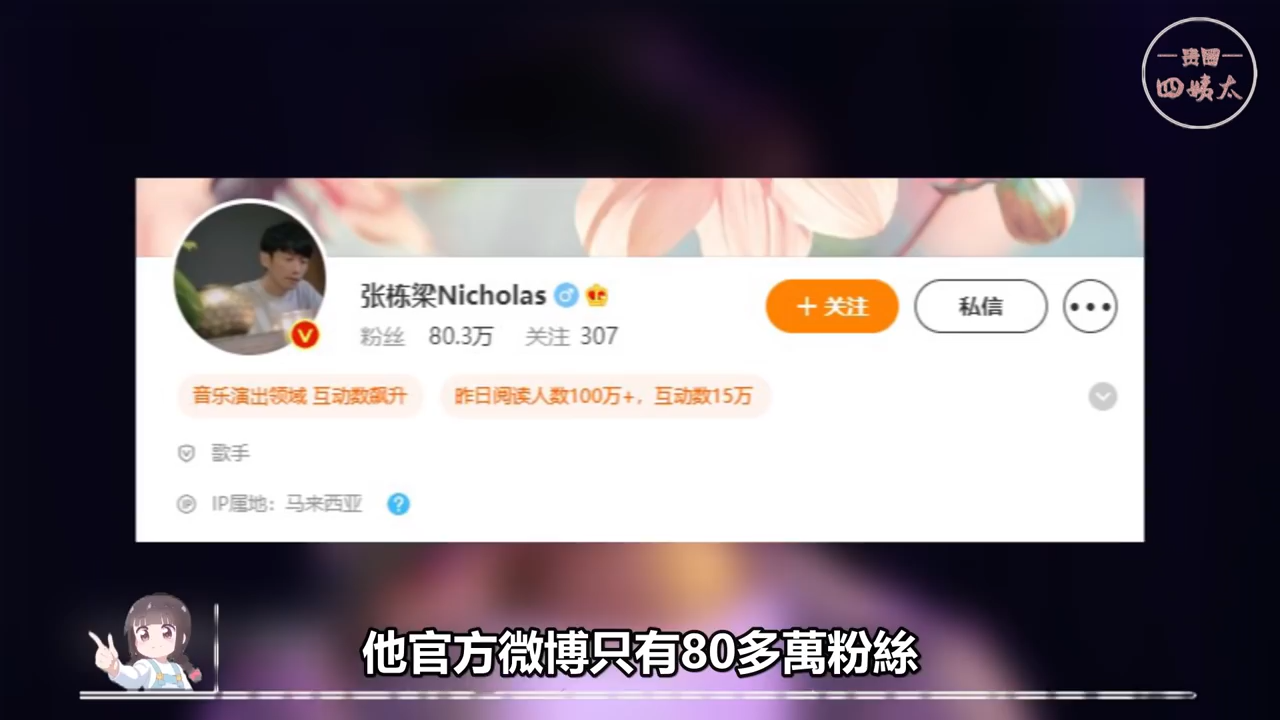 贵圈
四姨太
张栋梁Nicholas
粉丝 80.3万 关注 307
+ 关注
私信
音乐演出领域 互动数飙升
昨日阅读人数100万+，互动数15万
歌手
IP属地：马来西亚
他官方微博只有80多萬粉絲